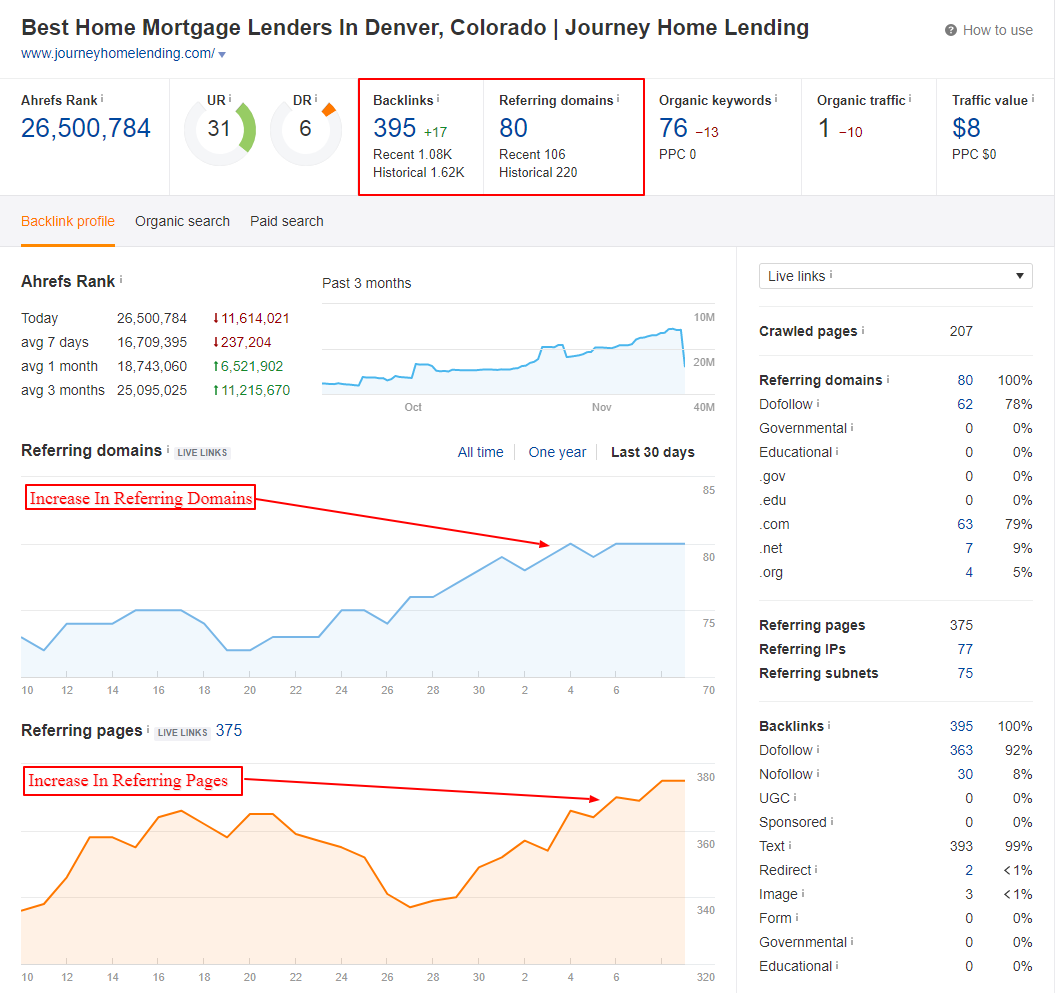 Best Home Mortgage Lenders In Denver, Colorado | Journey Home Lending
How to use
www.journeyhomelending.com/
Ahrefs Rank i
26,500,784
UR i
31
DR i
6
Backlinks i
395 +17
Recent 1.08K
Historical 1.62K
Referring domains i
80
Recent 106
Historical 220
Organic keywords i
76 −13
PPC 0
Organic traffic i
1 −10
Traffic value i
$8
PPC $0
Backlink profile Organic search Paid search
Ahrefs Rank i
Today 26,500,784 ↓11,614,021
avg 7 days 16,709,395 ↓237,204
avg 1 month 18,743,060 ↑6,521,902
avg 3 months 25,095,025 ↑11,215,670
Past 3 months
10M
20M
40M
Oct Nov
Referring domains i LIVE LINKS
All time One year Last 30 days
Increase In Referring Domains
85
80
75
70
10 12 14 16 18 20 22 24 26 28 30 2 4 6
Referring pages i LIVE LINKS 375
Increase In Referring Pages
380
360
340
320
10 12 14 16 18 20 22 24 26 28 30 2 4 6
Live links i
Crawled pages i 207
Referring domains i 80 100%
Dofollow i 62 78%
Governmental i 0 0%
Educational i 0 0%
.gov 0 0%
.edu 0 0%
.com 63 79%
.net 7 9%
.org 4 5%
Referring pages 375
Referring IPs 77
Referring subnets 75
Backlinks i 395 100%
Dofollow i 363 92%
Nofollow i 30 8%
UGC i 0 0%
Sponsored i 0 0%
Text i 393 99%
Redirect i 2 <1%
Image i 3 <1%
Form i 0 0%
Governmental i 0 0%
Educational i 0 0%